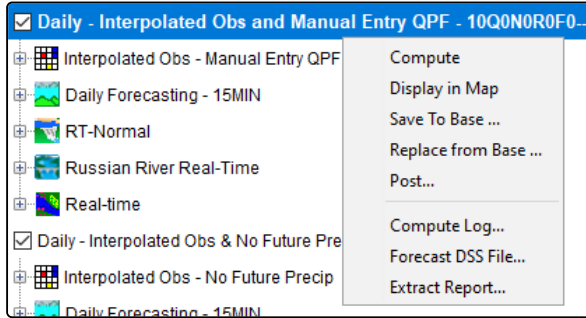 Daily - Interpolated Obs and Manual Entry QPF - 10Q0N0R0F0--
Interpolated Obs - Manual Entry QPF
Daily Forecasting - 15MIN
RT-Normal
Russian River Real-Time
Real-time
Daily - Interpolated Obs & No Future Pre
Interpolated Obs - No Future Precip
Daily Forecasting - 15MIN
Compute
Display in Map
Save To Base ...
Replace from Base ...
Post...
Compute Log...
Forecast DSS File...
Extract Report...